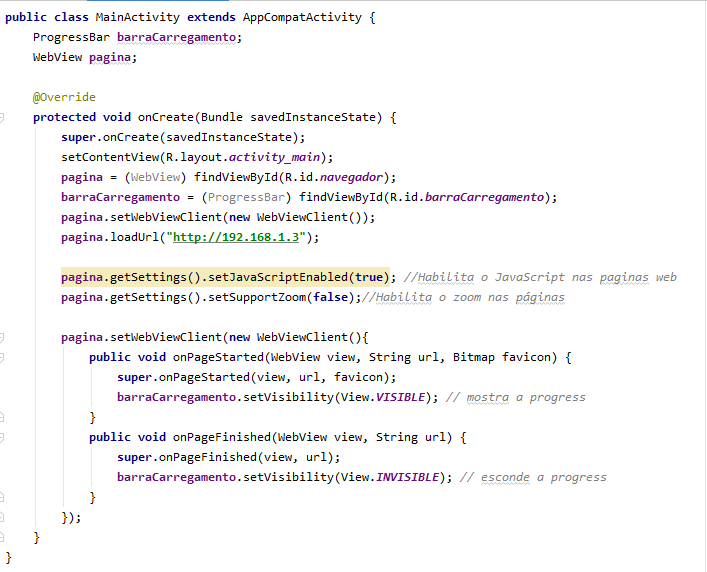 public class MainActivity extends AppCompatActivity {
ProgressBar barraCarregamento;
WebView pagina;
@Override
protected void onCreate(Bundle savedInstanceState) {
super.onCreate(savedInstanceState);
setContentView(R.layout.activity_main);
pagina = (WebView) findViewById(R.id.navegador);
barraCarregamento = (ProgressBar) findViewById(R.id.barraCarregamento);
pagina.setWebViewClient(new WebViewClient());
pagina.loadUrl("http://192.168.1.3");
pagina.getSettings().setJavaScriptEnabled(true); //Habilita o JavaScript nas paginas web
pagina.getSettings().setSupportZoom(false);//Habilita o zoom nas páginas
pagina.setWebViewClient(new WebViewClient(){
public void onPageStarted(WebView view, String url, Bitmap favicon) {
super.onPageStarted(view, url, favicon);
barraCarregamento.setVisibility(View.VISIBLE); // mostra a progress
}
public void onPageFinished(WebView view, String url) {
super.onPageFinished(view, url);
barraCarregamento.setVisibility(View.INVISIBLE); // esconde a progress
}
});
}
}